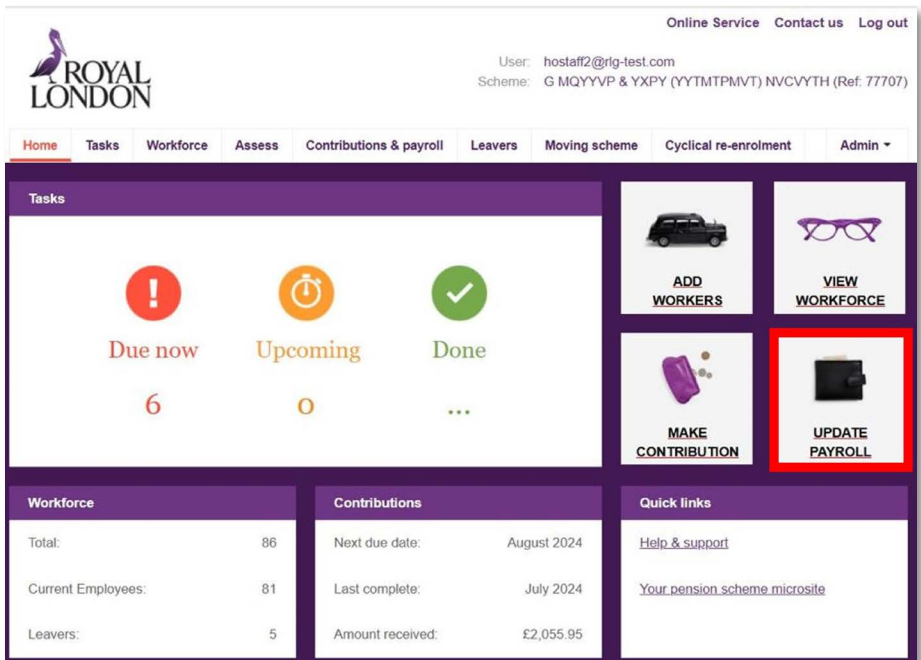 Online Service Contact us Log out
ROYAL
LONDON
User: hostaff2@rlg-test.com
Scheme: G MQYYVP & YXPY (YYTMTPMVT) NVCVYTH (Ref: 77707)
Home Tasks Workforce Assess Contributions & payroll Leavers Moving scheme Cyclical re-enrolment Admin
Tasks
!
Due now Upcoming Done
6 0 ...
ADD
WORKERS
VIEW
WORKFORCE
MAKE
CONTRIBUTION
UPDATE
PAYROLL
Workforce
Total: 86
Current Employees: 81
Leavers: 5
Contributions
Next due date: August 2024
Last complete: July 2024
Amount received: £2,055.95
Quick links
Help & support
Your pension scheme microsite